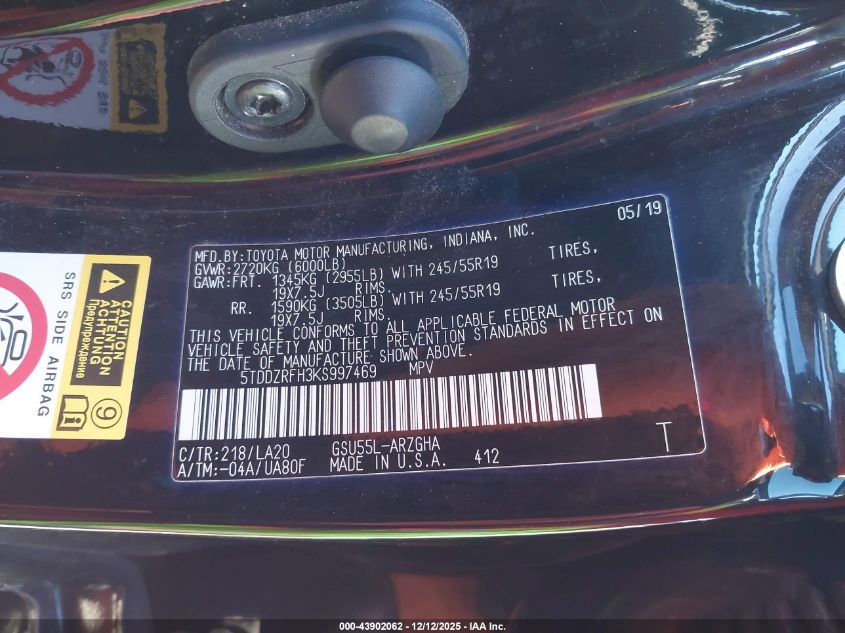 05/19
MFD.BY:TOYOTA MOTOR MANUFACTURING, INDIANA, INC.
GVWR:2720KG (6000LB)
GAWR:FRT. 1345KG (2955LB) WITH 245/55R19 TIRES,
19X7.5J RIMS.
RR. 1590KG (3505LB) WITH 245/55R19 TIRES,
19X7.5J RIMS.
THIS VEHICLE CONFORMS TO ALL APPLICABLE FEDERAL MOTOR
VEHICLE SAFETY AND THEFT PREVENTION STANDARDS IN EFFECT ON
THE DATE OF MANUFACTURE SHOWN ABOVE.
5TDDZRFH3KS997469 MPV
C/TR:218/LA20 GSU55L-ARZGHA T
A/TM:-04A/UA80F MADE IN U.S.A. 412
SRS SIDE AIRBAG
CAUTION
ATTENTION
ACHTUNG
Предупреждение
9
000-43902062 - 12/12/2025 - IAA Inc.